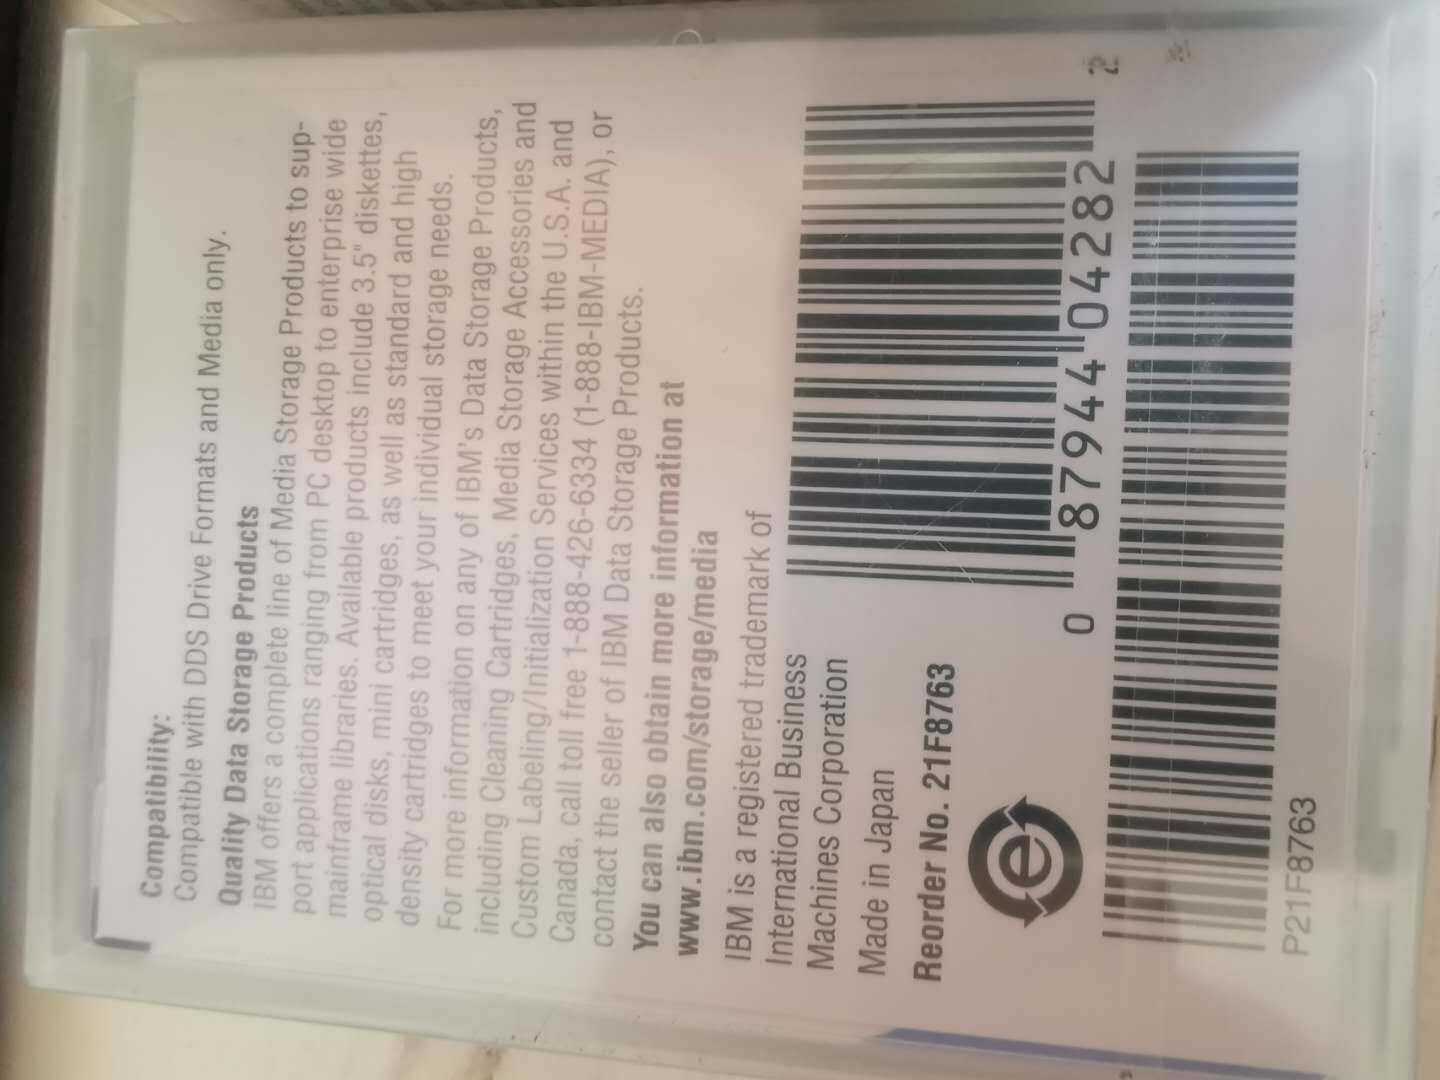 Compatibility:
Compatible with DDS Drive Formats and Media only.
Quality Data Storage Products
IBM offers a complete line of Media Storage Products to sup-
port applications ranging from PC desktop to enterprise wide
mainframe libraries. Available products include 3.5" diskettes,
optical disks, mini cartridges, as well as standard and high
density cartridges to meet your individual storage needs.
For more information on any of IBM's Data Storage Products,
including Cleaning Cartridges, Media Storage Accessories and
Custom Labeling/Initialization Services within the U.S.A. and
Canada, call toll free 1-888-426-6334 (1-888-IBM-MEDIA), or
contact the seller of IBM Data Storage Products.
You can also obtain more information at
www.ibm.com/storage/media
IBM is a registered trademark of
International Business
Machines Corporation
Made in Japan
Reorder No. 21F8763
e
0 87944 04282 2
P21F8763